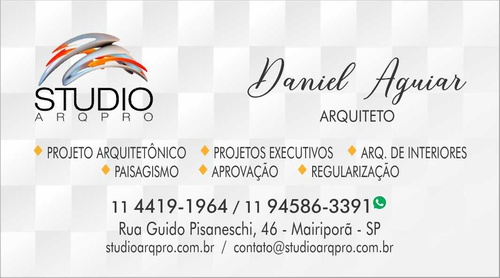 STUDIO
ARQPRO
Daniel Aguiar
ARQUITETO
PROJETO ARQUITETÔNICO PROJETOS EXECUTIVOS ARQ. DE INTERIORES
PAISAGISMO APROVAÇÃO REGULARIZAÇÃO
11 4419-1964 / 11 94586-3391
Rua Guido Pisaneschi, 46 - Mairiporã - SP
studioarqpro.com.br / contato@studioarqpro.com.br